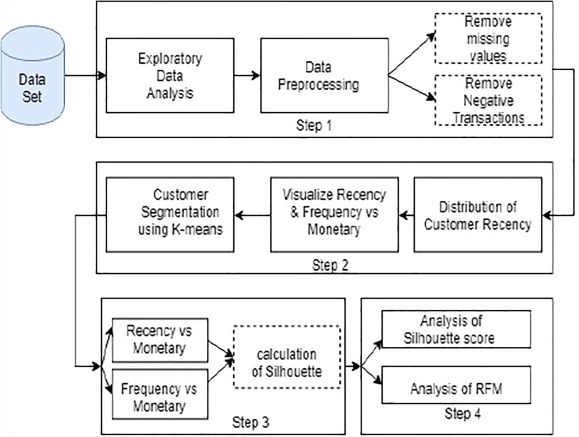 Data
Set
Exploratory
Data
Analysis
Data
Preprocessing
Remove
missing
values
Remove
Negative
Transactions
Step 1
Customer
Segmentation
using K-means
Visualize Recency
& Frequency vs
Monetary
Distribution of
Customer Recency
Step 2
Recency vs
Monetary
Frequency vs
Monetary
calculation
of Silhouette
Step 3
Analysis of
Silhouette score
Analysis of RFM
Step 4